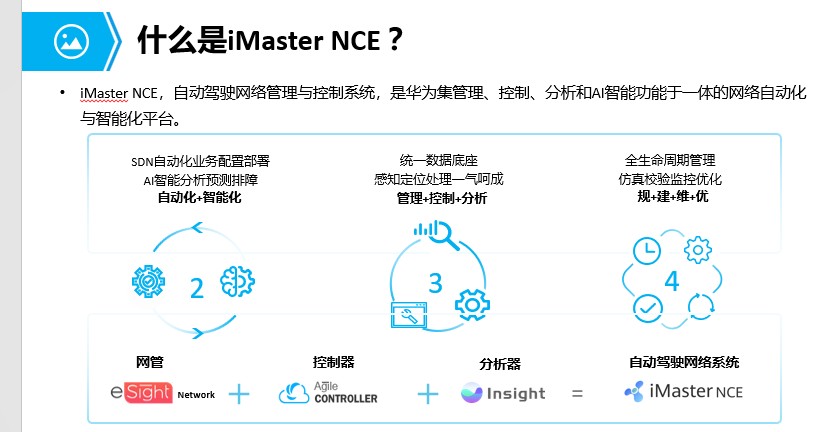 什么是iMaster NCE？
• iMaster NCE，自动驾驶网络管理与控制系统，是华为集管理、控制、分析和AI智能功能于一体的网络自动化
与智能化平台。
SDN自动化业务配置部署
AI智能分析预测排障
自动化+智能化
统一数据底座
感知定位处理一气呵成
管理+控制+分析
全生命周期管理
仿真校验监控优化
规+建+维+优
2
3
4
网管
控制器
分析器
自动驾驶网络系统
eSight Network + Agile CONTROLLER + Insight = iMaster NCE